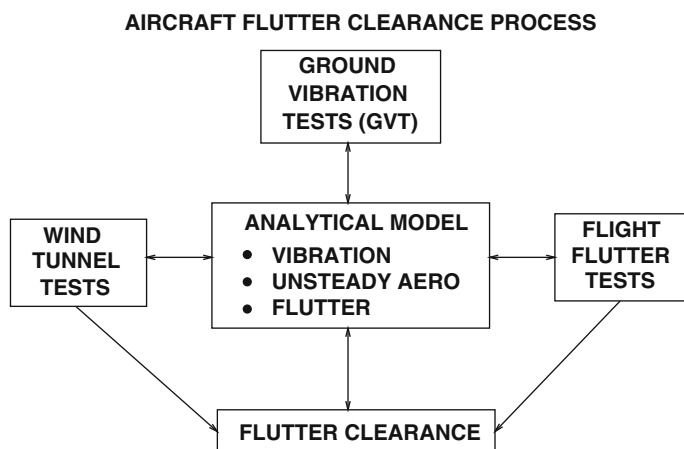 AIRCRAFT FLUTTER CLEARANCE PROCESS
GROUND
VIBRATION
TESTS (GVT)
WIND
TUNNEL
TESTS
ANALYTICAL MODEL
• VIBRATION
• UNSTEADY AERO
• FLUTTER
FLIGHT
FLUTTER
TESTS
FLUTTER CLEARANCE